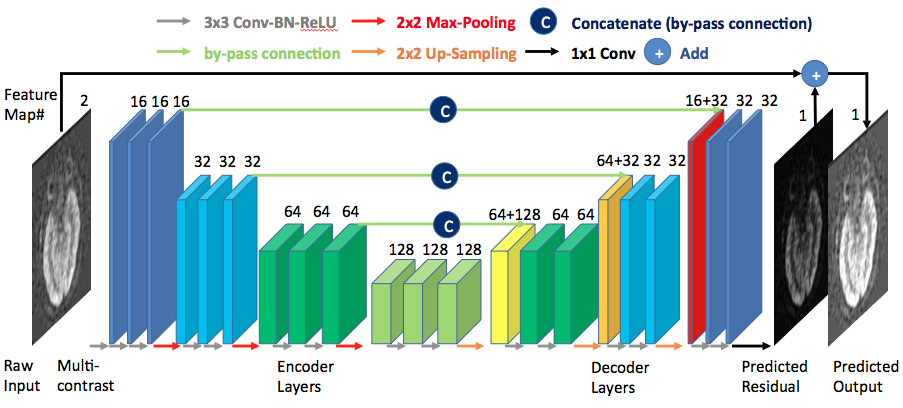 3x3 Conv-BN-ReLU
2x2 Max-Pooling
C
Concatenate (by-pass connection)
by-pass connection
2x2 Up-Sampling
1x1 Conv
+
Add
+
Feature
Map#
2
16 16 16
C
16+32 32 32
1
1
32 32 32
C
64+32 32 32
64 64 64
C
64+128 64 64
128 128 128
Raw
Input
Multi-
contrast
Encoder
Layers
Decoder
Layers
Predicted
Residual
Predicted
Output